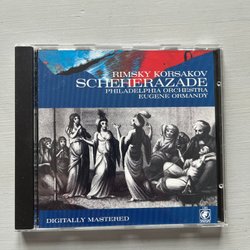 RIMSKY KORSAKOV
SCHEHERAZADE
PHILADELPHIA ORCHESTRA
EUGENE ORMANDY
DIGITALLY MASTERED